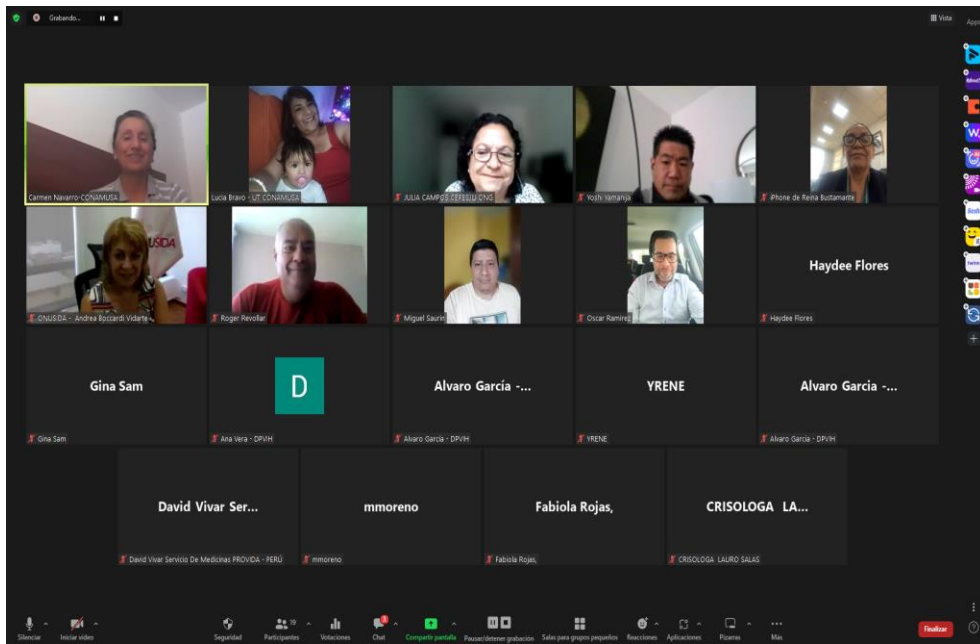 Grabando...
Vista
Carmen Navarro-CONAMUSA
Lucia Bravo - UT CONAMUSA
JULIA CAMPOS CEFESJU ONG
Yoshi Yamanija
iPhone de Reina Bustamante
USIDA
ONUSIDA - Andrea Boccardi Vidarte
Roger Revollar
Miguel Saurin
Oscar Ramirez
Haydee Flores
Haydee Flores
Gina Sam
D
Alvaro García -...
YRENE
Alvaro Garcia -...
Gina Sam
Ana Vera - DPVIH
Alvaro García - DPVIH
YRENE
Alvaro Garcia - DPVIH
David Vivar Ser...
mmoreno
Fabiola Rojas,
CRISOLOGA LA...
David Vivar Servicio De Medicinas PROVIDA - PERÚ
mmoreno
Fabiola Rojas,
CRISOLOGA LAURO SALAS
19
Silenciar
Iniciar video
Seguridad
Participantes
Votaciones
Chat
Compartir pantalla
Pausar/detener grabación
Salas para grupos pequeños
Reacciones
Aplicaciones
Pizarras
Más
Finalizar